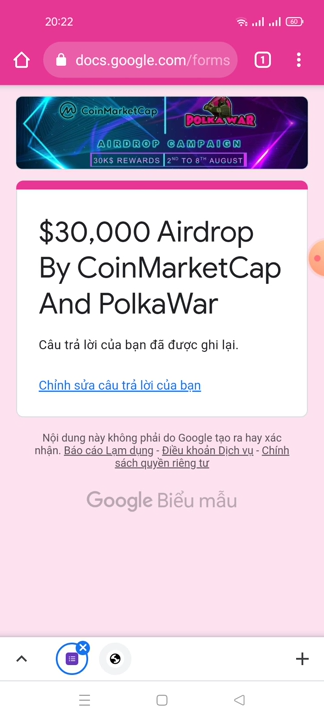 20:22
60
docs.google.com/forms
1
CoinMarketCap
POLKAWAR
AIRDROP CAMPAIGN
30K$ REWARDS
2ND TO 8TH AUGUST
$30,000 Airdrop
By CoinMarketCap
And PolkaWar
Câu trả lời của bạn đã được ghi lại.
Chỉnh sửa câu trả lời của bạn
Nội dung này không phải do Google tạo ra hay xác
nhận. Báo cáo Lạm dụng - Điều khoản Dịch vụ - Chính
sách quyền riêng tư
Google Biểu mẫu